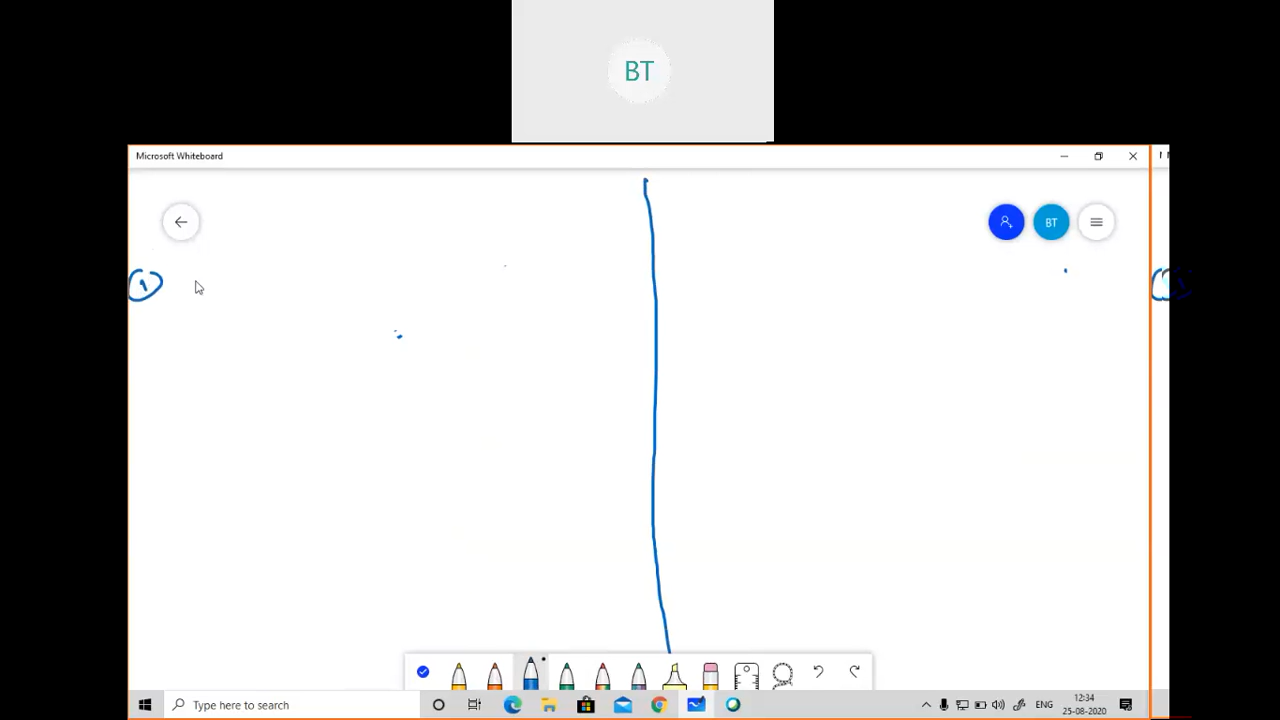 BT
Microsoft Whiteboard
BT
1
Type here to search
ENG
12:34
25-08-2020